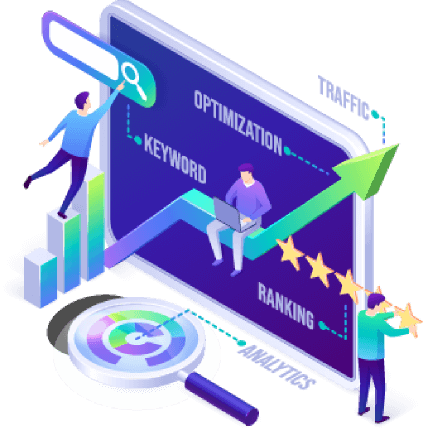 TRAFFIC
OPTIMIZATION
KEYWORD
RANKING
ANALYTICS